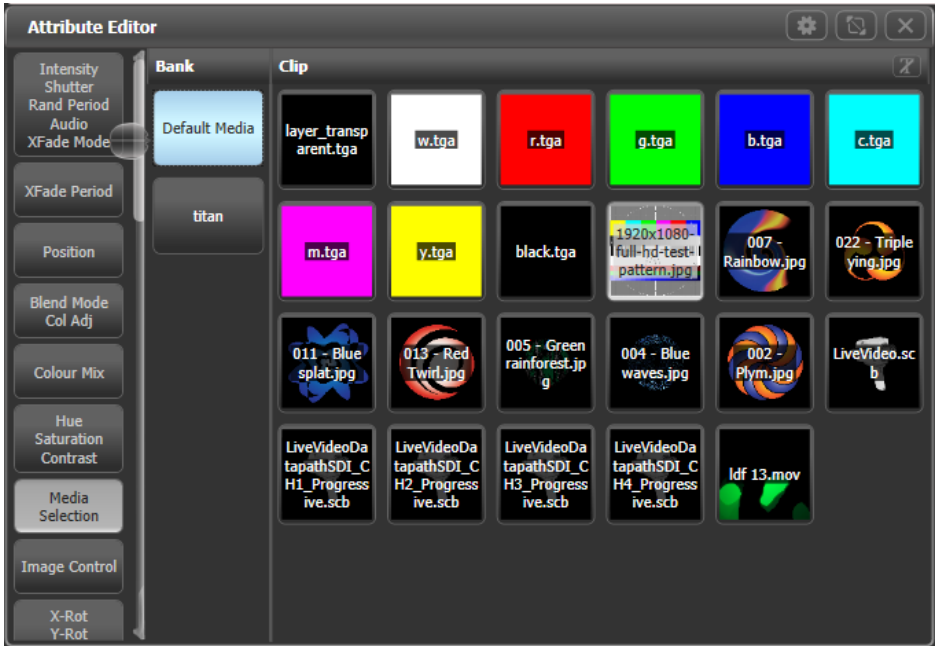 Attribute Editor
Intensity
Shutter
Rand Period
Audio
XFade Mode
XFade Period
Position
Blend Mode
Col Adj
Colour Mix
Hue
Saturation
Contrast
Media
Selection
Image Control
X-Rot
Y-Rot
Bank
Default Media
titan
Clip
layer_transp
arent.tga
w.tga
r.tga
g.tga
b.tga
c.tga
m.tga
y.tga
black.tga
1920x1080-
full-hd-test-
pattern.jpg
007 -
Rainbow.jpg
022 - Triple
ying.jpg
011 - Blue
splat.jpg
013 - Red
Twirl.jpg
005 - Green
rainforest.jp
g
004 - Blue
waves.jpg
002 -
Plym.jpg
LiveVideo.sc
b
LiveVideoDa
tapathSDI_C
H1_Progress
ive.scb
LiveVideoDa
tapathSDI_C
H2_Progress
ive.scb
LiveVideoDa
tapathSDI_C
H3_Progress
ive.scb
LiveVideoDa
tapathSDI_C
H4_Progress
ive.scb
ldf 13.mov